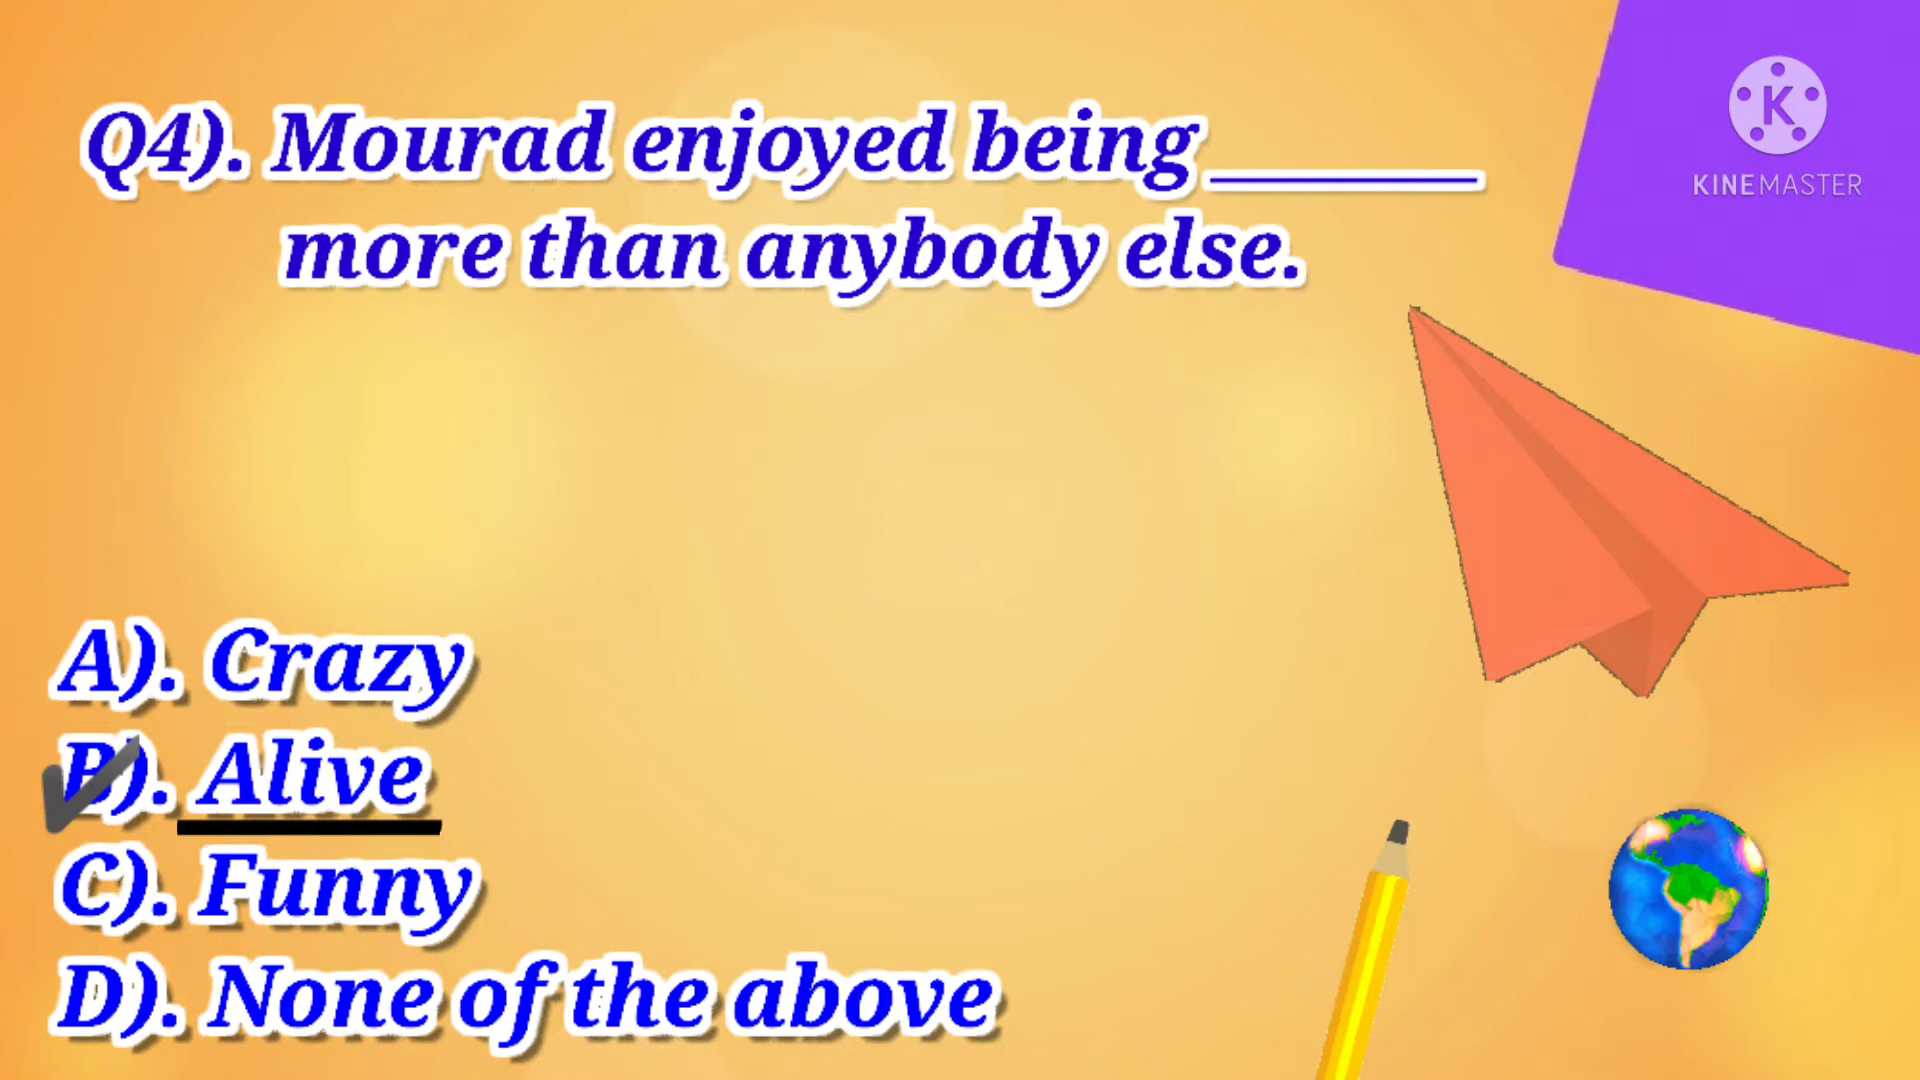 Q4). Mourad enjoyed being ______
more than anybody else.
K
KINEMASTER
A). Crazy
B). Alive
C). Funny
D). None of the above